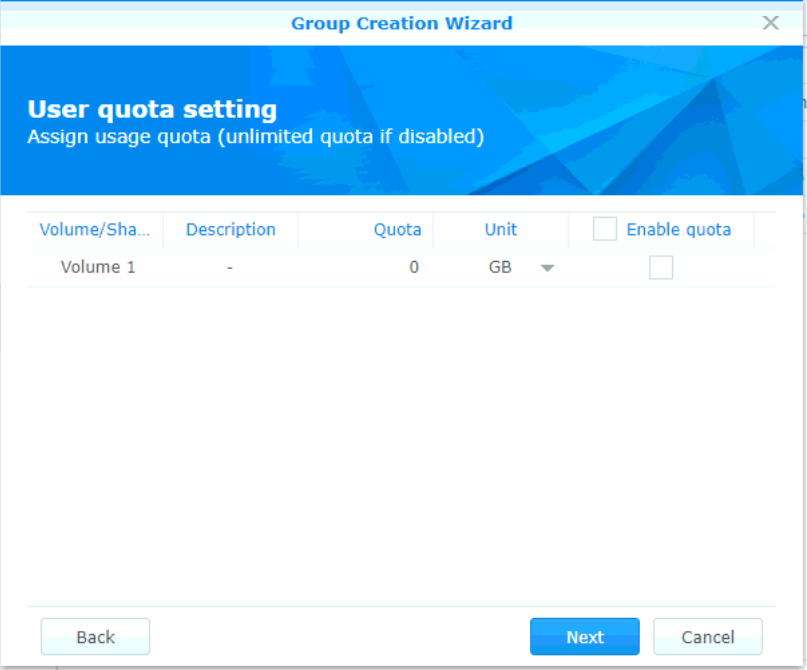 Group Creation Wizard
User quota setting
Assign usage quota (unlimited quota if disabled)
Volume/Sha... Description Quota Unit Enable quota
Volume 1 - 0 GB
Back Next Cancel